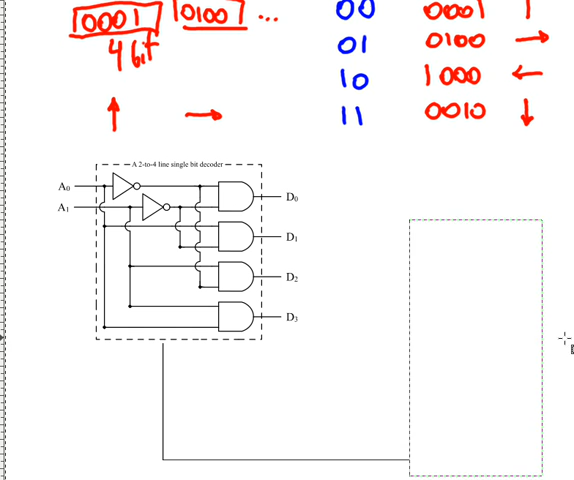 0001 0100 ...
4 bit
00 0001
01 0100 →
10 1000 ←
11 0010 ↓
↑ →
A 2-to-4 line single bit decoder
A₀
A₁
D₀
D₁
D₂
D₃